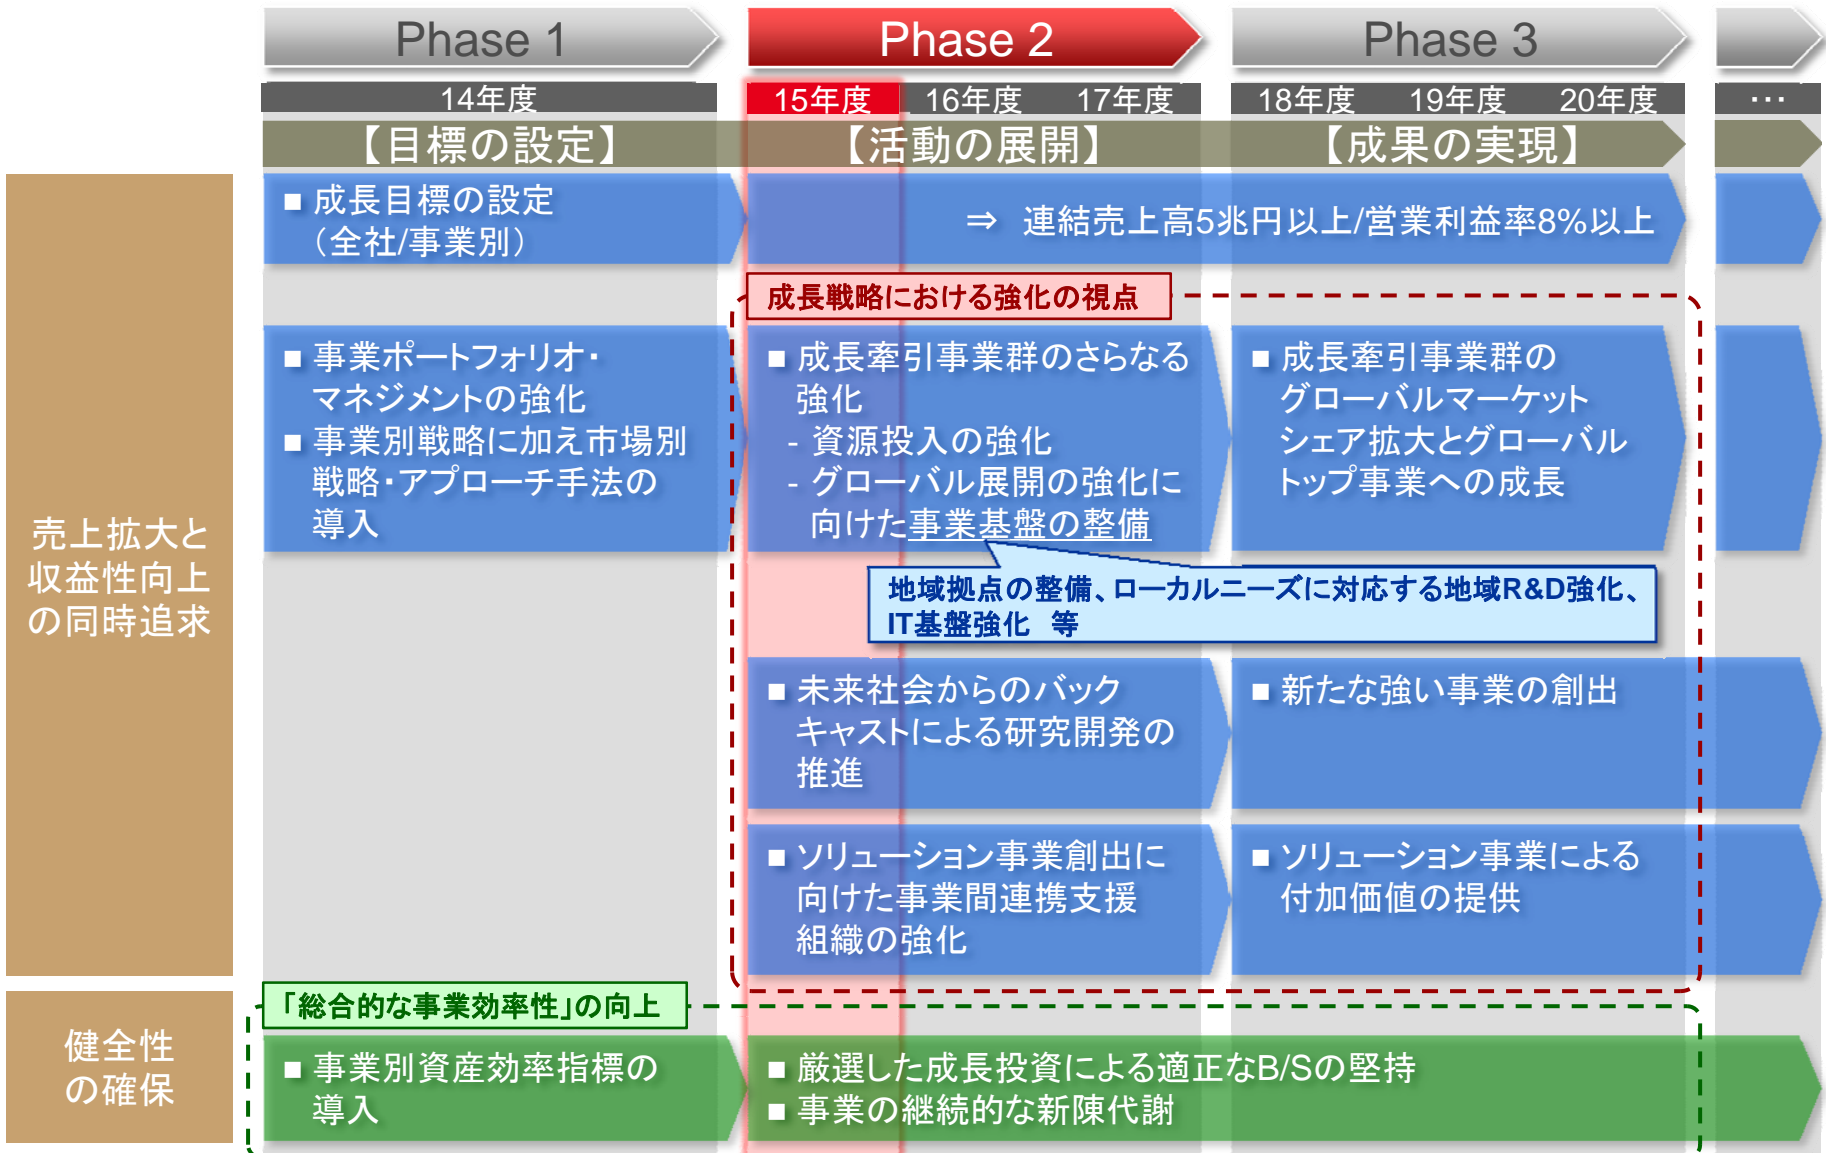 Phase 1
Phase 2
Phase 3
14年度
15年度
16年度
17年度
18年度
19年度
20年度
…
【目標の設定】
【活動の展開】
【成果の実現】
売上拡大と
収益性向上
の同時追求
■ 成長目標の設定
（全社/事業別）
⇒ 連結売上高5兆円以上/営業利益率8%以上
成長戦略における強化の視点
■ 事業ポートフォリオ・
マネジメントの強化
■ 事業別戦略に加え市場別
戦略・アプローチ手法の
導入
■ 成長牽引事業群のさらなる
強化
- 資源投入の強化
- グローバル展開の強化に
向けた事業基盤の整備
■ 成長牽引事業群の
グローバルマーケット
シェア拡大とグローバル
トップ事業への成長
地域拠点の整備、ローカルニーズに対応する地域R&D強化、
IT基盤強化 等
■ 未来社会からのバック
キャストによる研究開発の
推進
■ 新たな強い事業の創出
■ ソリューション事業創出に
向けた事業間連携支援
組織の強化
■ ソリューション事業による
付加価値の提供
健全性
の確保
「総合的な事業効率性」の向上
■ 事業別資産効率指標の
導入
■ 厳選した成長投資による適正なB/Sの堅持
■ 事業の継続的な新陳代謝